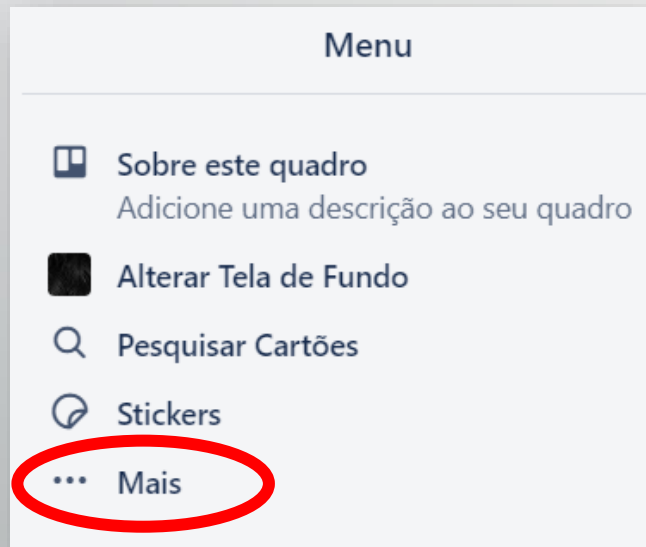 Menu
Sobre este quadro
Adicione uma descrição ao seu quadro
Alterar Tela de Fundo
Pesquisar Cartões
Stickers
Mais